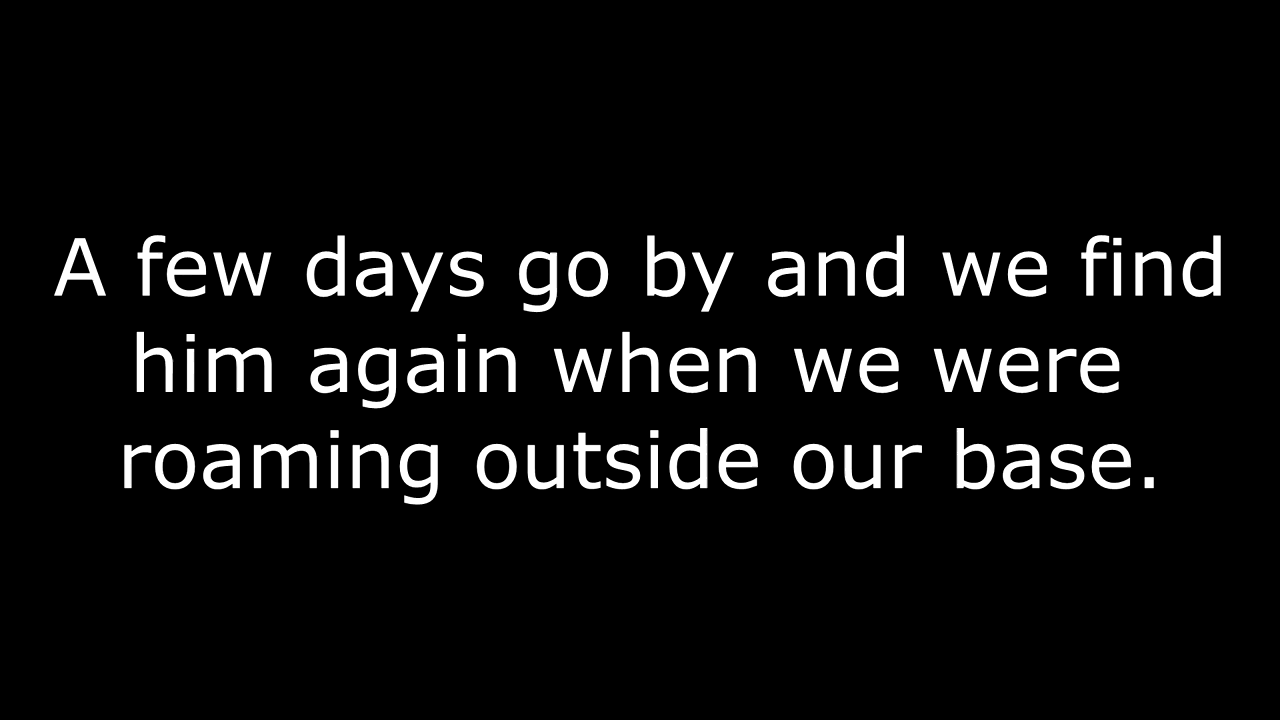 A few days go by and we find
him again when we were
roaming outside our base.